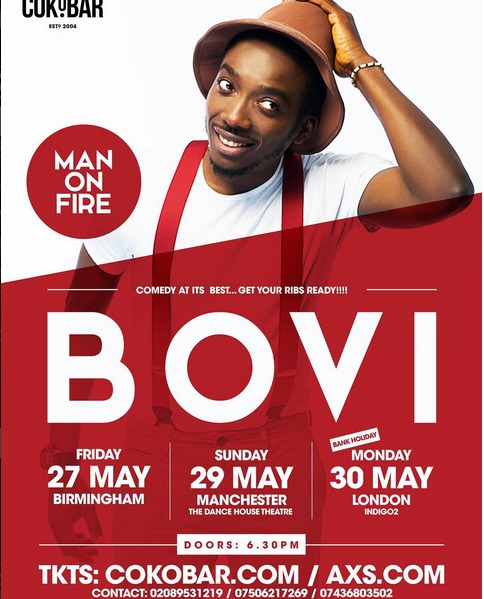 COKOBAR
ESTD 2004
MAN
ON
FIRE
COMEDY AT ITS BEST... GET YOUR RIBS READY!!!!
BOVI
FRIDAY
27 MAY
BIRMINGHAM
SUNDAY
29 MAY
MANCHESTER
THE DANCE HOUSE THEATRE
BANK HOLIDAY
MONDAY
30 MAY
LONDON
INDIGO2
DOORS: 6.30PM
TKTS: COKOBAR.COM / AXS.COM
CONTACT: 02089531219 / 07506217269 / 07436803502